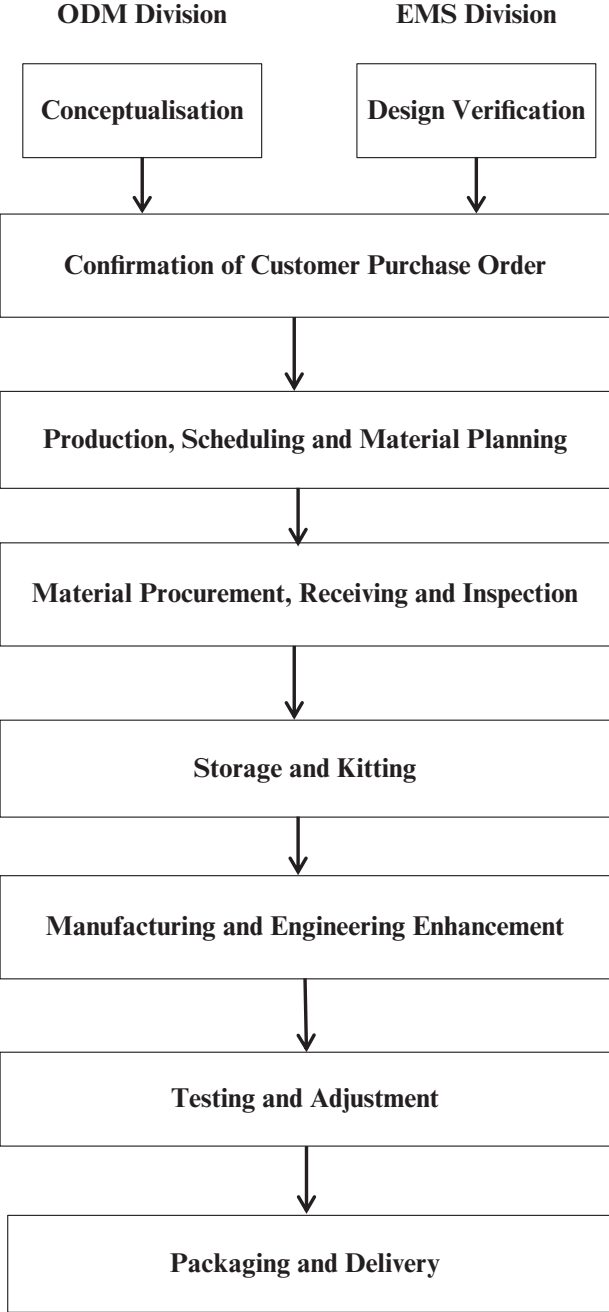 ODM Division
EMS Division
Conceptualisation
Design Verification
Confirmation of Customer Purchase Order
Production, Scheduling and Material Planning
Material Procurement, Receiving and Inspection
Storage and Kitting
Manufacturing and Engineering Enhancement
Testing and Adjustment
Packaging and Delivery